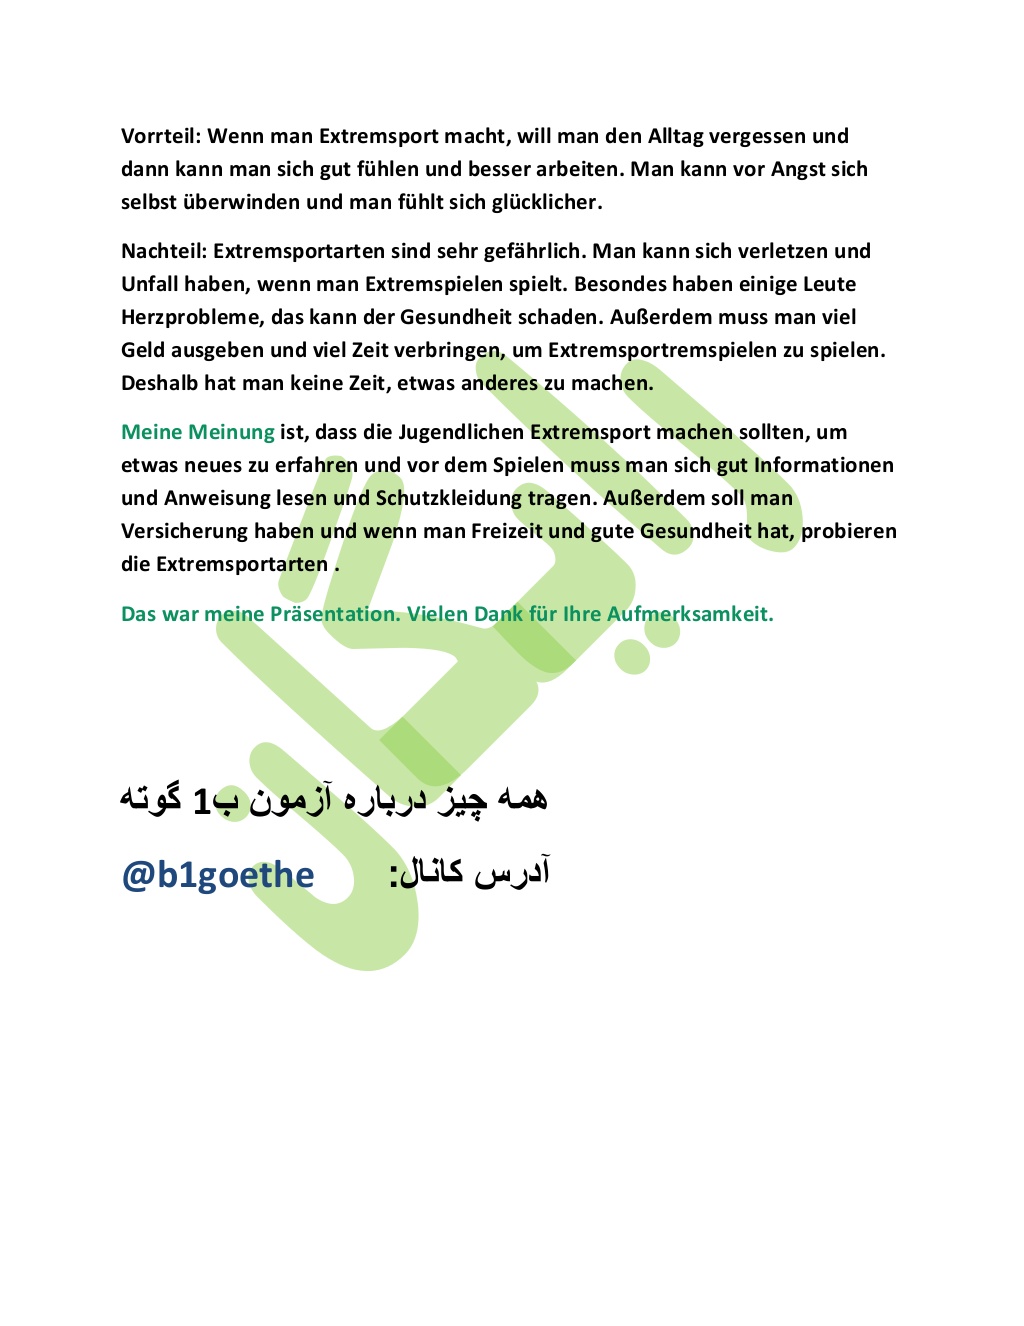 Vorrteil: Wenn man Extremsport macht, will man den Alltag vergessen und
dann kann man sich gut fühlen und besser arbeiten. Man kann vor Angst sich
selbst überwinden und man fühlt sich glücklicher.
Nachteil: Extremsportarten sind sehr gefährlich. Man kann sich verletzen und
Unfall haben, wenn man Extremspielen spielt. Besondes haben einige Leute
Herzprobleme, das kann der Gesundheit schaden. Außerdem muss man viel
Geld ausgeben und viel Zeit verbringen, um Extremsportremspielen zu spielen.
Deshalb hat man keine Zeit, etwas anderes zu machen.
Meine Meinung ist, dass die Jugendlichen Extremsport machen sollten, um
etwas neues zu erfahren und vor dem Spielen muss man sich gut Informationen
und Anweisung lesen und Schutzkleidung tragen. Außerdem soll man
Versicherung haben und wenn man Freizeit und gute Gesundheit hat, probieren
die Extremsportarten .
Das war meine Präsentation. Vielen Dank für Ihre Aufmerksamkeit.
رایگان
همه چیز درباره آزمون ب1 گوته
آدرس کانال: @b1goethe